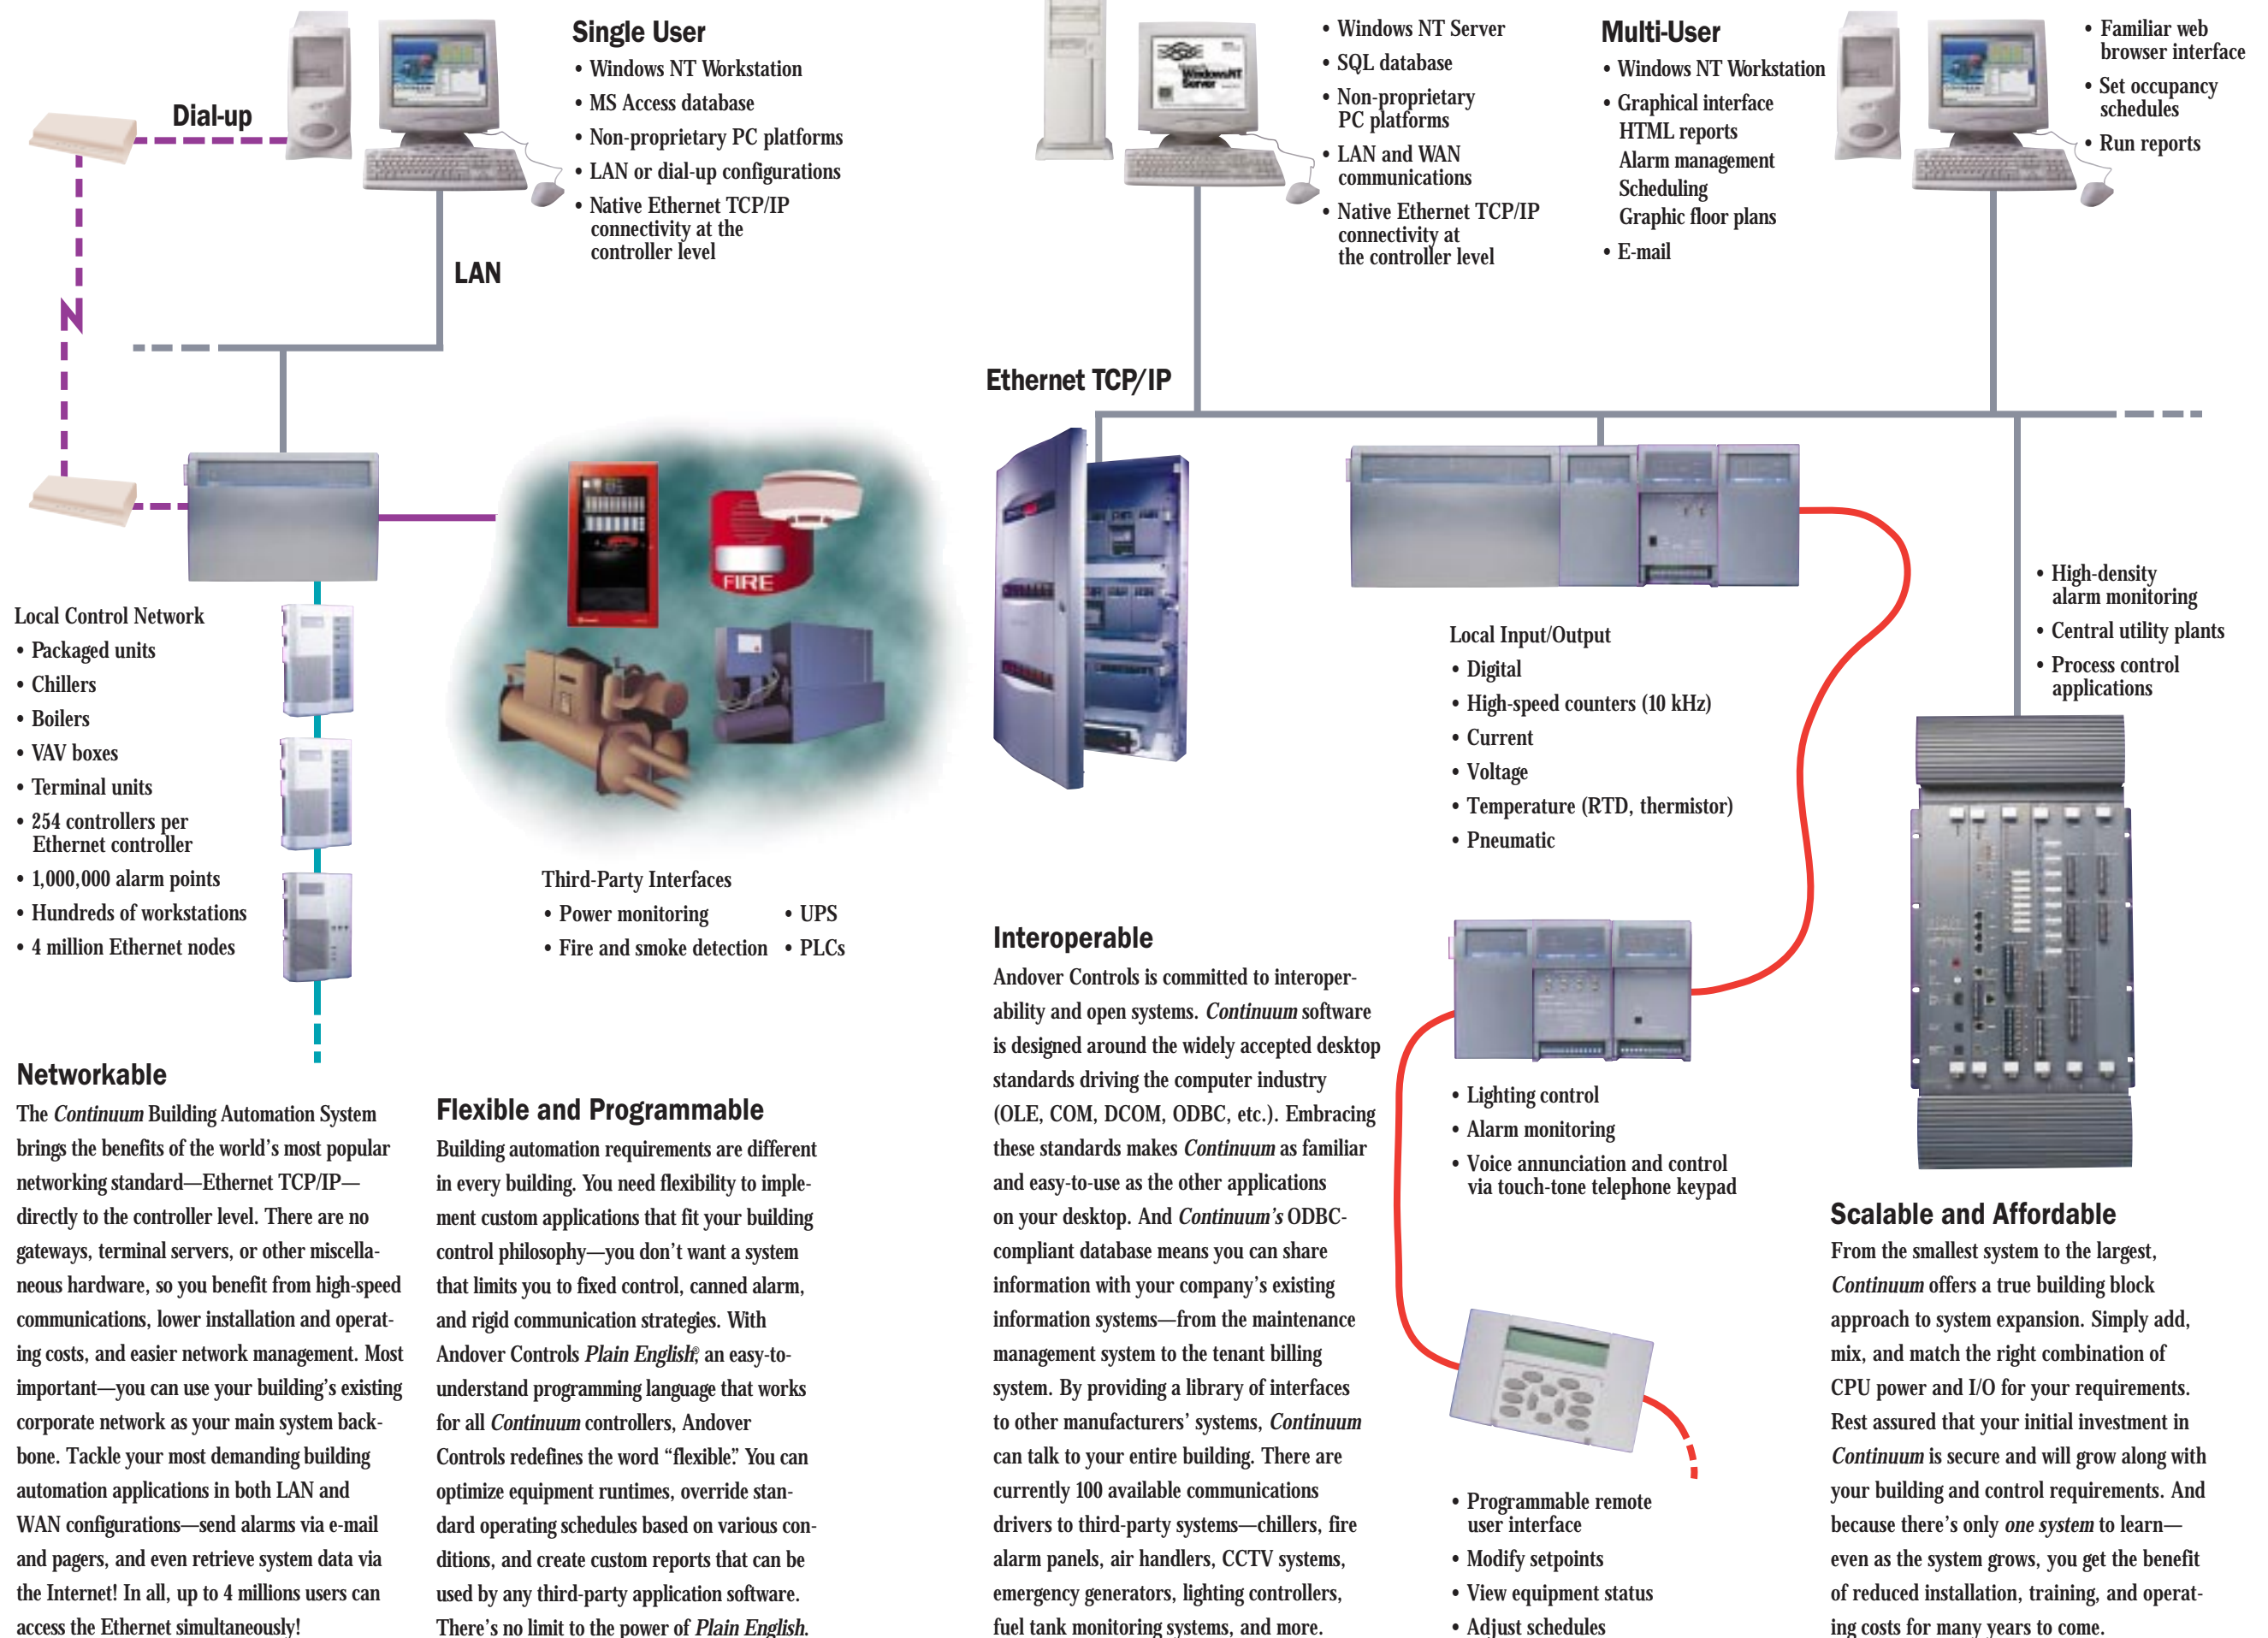 Dial-up
Single User
• Windows NT Workstation
• MS Access database
• Non-proprietary PC platforms
• LAN or dial-up configurations
• Native Ethernet TCP/IP
connectivity at the
controller level
LAN
Windows NT
Server
• Windows NT Server
• SQL database
• Non-proprietary
PC platforms
• LAN and WAN
communications
• Native Ethernet TCP/IP
connectivity at
the controller level
Multi-User
• Windows NT Workstation
• Graphical interface
HTML reports
Alarm management
Scheduling
Graphic floor plans
• E-mail
• Familiar web
browser interface
• Set occupancy
schedules
• Run reports
Ethernet TCP/IP
FIRE
Local Control Network
• Packaged units
• Chillers
• Boilers
• VAV boxes
• Terminal units
• 254 controllers per
Ethernet controller
• 1,000,000 alarm points
• Hundreds of workstations
• 4 million Ethernet nodes
Third-Party Interfaces
• Power monitoring
• Fire and smoke detection
• UPS
• PLCs
Local Input/Output
• Digital
• High-speed counters (10 kHz)
• Current
• Voltage
• Temperature (RTD, thermistor)
• Pneumatic
• High-density
alarm monitoring
• Central utility plants
• Process control
applications
Networkable
The Continuum Building Automation System
brings the benefits of the world's most popular
networking standard—Ethernet TCP/IP—
directly to the controller level. There are no
gateways, terminal servers, or other miscella-
neous hardware, so you benefit from high-speed
communications, lower installation and operat-
ing costs, and easier network management. Most
important—you can use your building's existing
corporate network as your main system back-
bone. Tackle your most demanding building
automation applications in both LAN and
WAN configurations—send alarms via e-mail
and pagers, and even retrieve system data via
the Internet! In all, up to 4 millions users can
access the Ethernet simultaneously!
Flexible and Programmable
Building automation requirements are different
in every building. You need flexibility to imple-
ment custom applications that fit your building
control philosophy—you don't want a system
that limits you to fixed control, canned alarm,
and rigid communication strategies. With
Andover Controls Plain English®, an easy-to-
understand programming language that works
for all Continuum controllers, Andover
Controls redefines the word “flexible.” You can
optimize equipment runtimes, override stan-
dard operating schedules based on various con-
ditions, and create custom reports that can be
used by any third-party application software.
There's no limit to the power of Plain English.
Interoperable
Andover Controls is committed to interoper-
ability and open systems. Continuum software
is designed around the widely accepted desktop
standards driving the computer industry
(OLE, COM, DCOM, ODBC, etc.). Embracing
these standards makes Continuum as familiar
and easy-to-use as the other applications
on your desktop. And Continuum's ODBC-
compliant database means you can share
information with your company's existing
information systems—from the maintenance
management system to the tenant billing
system. By providing a library of interfaces
to other manufacturers' systems, Continuum
can talk to your entire building. There are
currently 100 available communications
drivers to third-party systems—chillers, fire
alarm panels, air handlers, CCTV systems,
emergency generators, lighting controllers,
fuel tank monitoring systems, and more.
• Lighting control
• Alarm monitoring
• Voice annunciation and control
via touch-tone telephone keypad
• Programmable remote
user interface
• Modify setpoints
• View equipment status
• Adjust schedules
Scalable and Affordable
From the smallest system to the largest,
Continuum offers a true building block
approach to system expansion. Simply add,
mix, and match the right combination of
CPU power and I/O for your requirements.
Rest assured that your initial investment in
Continuum is secure and will grow along with
your building and control requirements. And
because there's only one system to learn—
even as the system grows, you get the benefit
of reduced installation, training, and operat-
ing costs for many years to come.